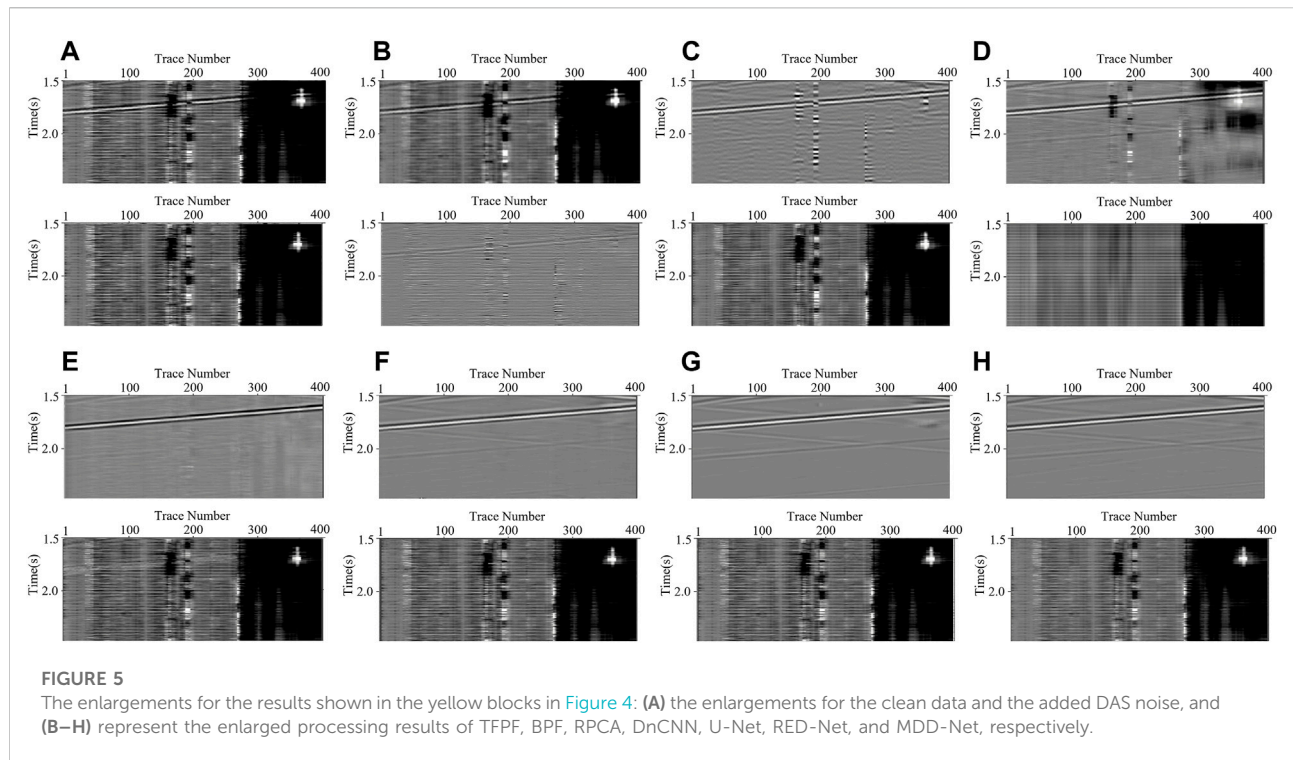 A B C D
Trace Number Trace Number Trace Number Trace Number
1 100 200 300 400 1 100 200 300 400 1 100 200 300 400 1 100 200 300 400
1.5 1.5 1.5 1.5
Time(s) Time(s) Time(s) Time(s)
2.0 2.0 2.0 2.0
Trace Number Trace Number Trace Number Trace Number
1 100 200 300 400 1 100 200 300 400 1 100 200 300 400 1 100 200 300 400
1.5 1.5 1.5 1.5
Time(s) Time(s) Time(s) Time(s)
2.0 2.0 2.0 2.0
E F G H
Trace Number Trace Number Trace Number Trace Number
1 100 200 300 400 1 100 200 300 400 1 100 200 300 400 1 100 200 300 400
1.5 1.5 1.5 1.5
Time(s) Time(s) Time(s) Time(s)
2.0 2.0 2.0 2.0
Trace Number Trace Number Trace Number Trace Number
1 100 200 300 400 1 100 200 300 400 1 100 200 300 400 1 100 200 300 400
1.5 1.5 1.5 1.5
Time(s) Time(s) Time(s) Time(s)
2.0 2.0 2.0 2.0
FIGURE 5
The enlargements for the results shown in the yellow blocks in Figure 4: (A) the enlargements for the clean data and the added DAS noise, and
(B–H) represent the enlarged processing results of TFPF, BPF, RPCA, DnCNN, U-Net, RED-Net, and MDD-Net, respectively.